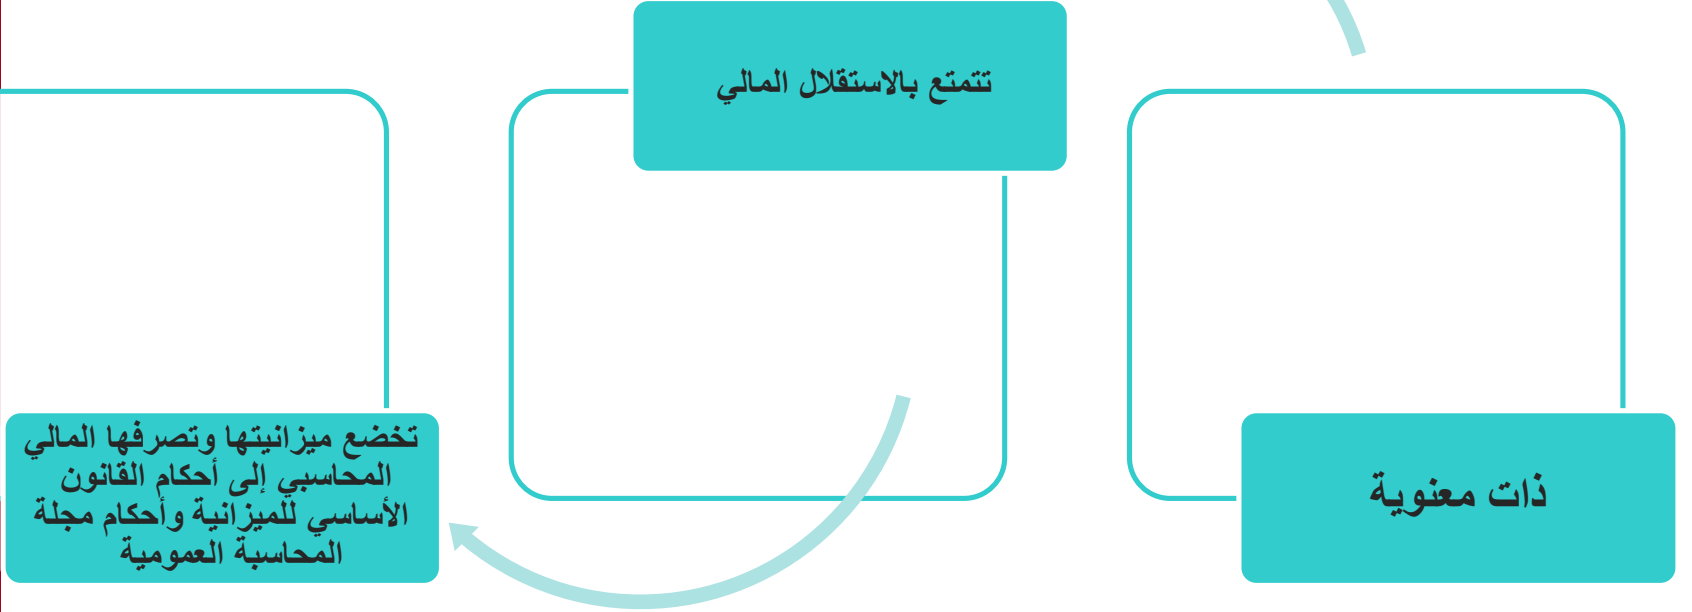 ذات معنوية
تتمتع بالاستقلال المالي
تخضع ميزانيتها وتصرفها المالي
المحاسبي إلى أحكام القانون
الأساسي للميزانية وأحكام مجلة
المحاسبة العمومية